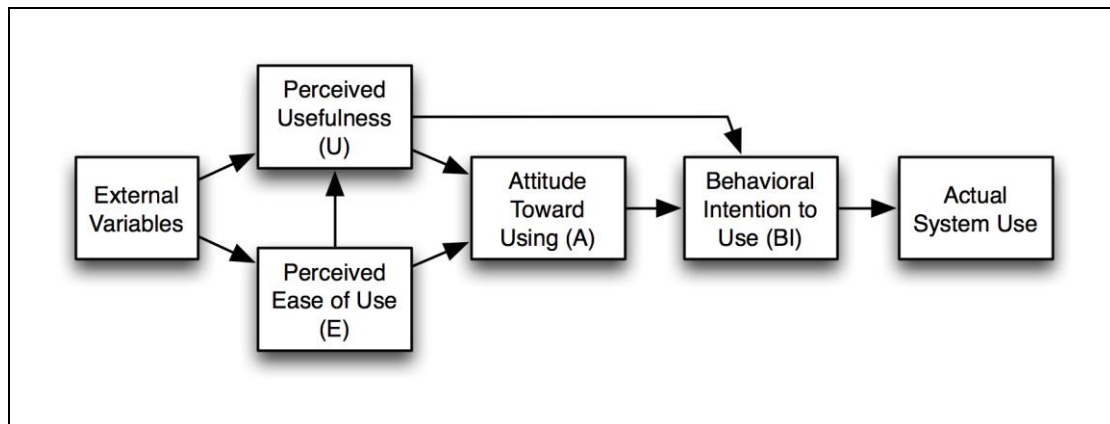 External
Variables
Perceived
Usefulness
(U)
Perceived
Ease of Use
(E)
Attitude
Toward
Using (A)
Behavioral
Intention to
Use (BI)
Actual
System Use